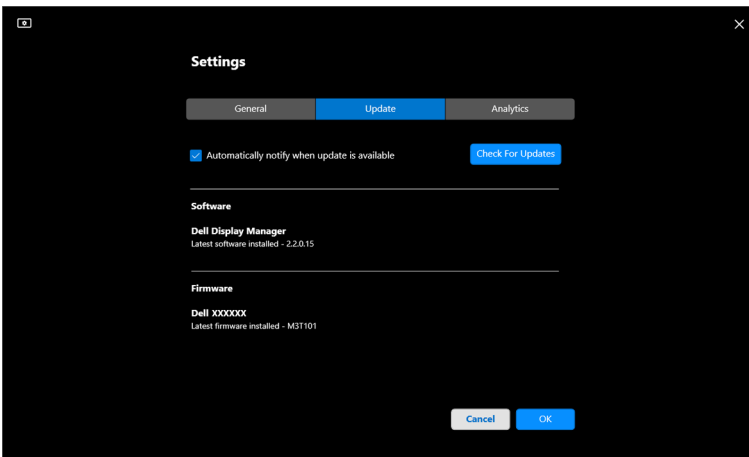 Settings
General Update Analytics
Automatically notify when update is available Check For Updates
Software
Dell Display Manager
Latest software installed - 2.2.0.15
Firmware
Dell XXXXXX
Latest firmware installed - M3T101
Cancel OK